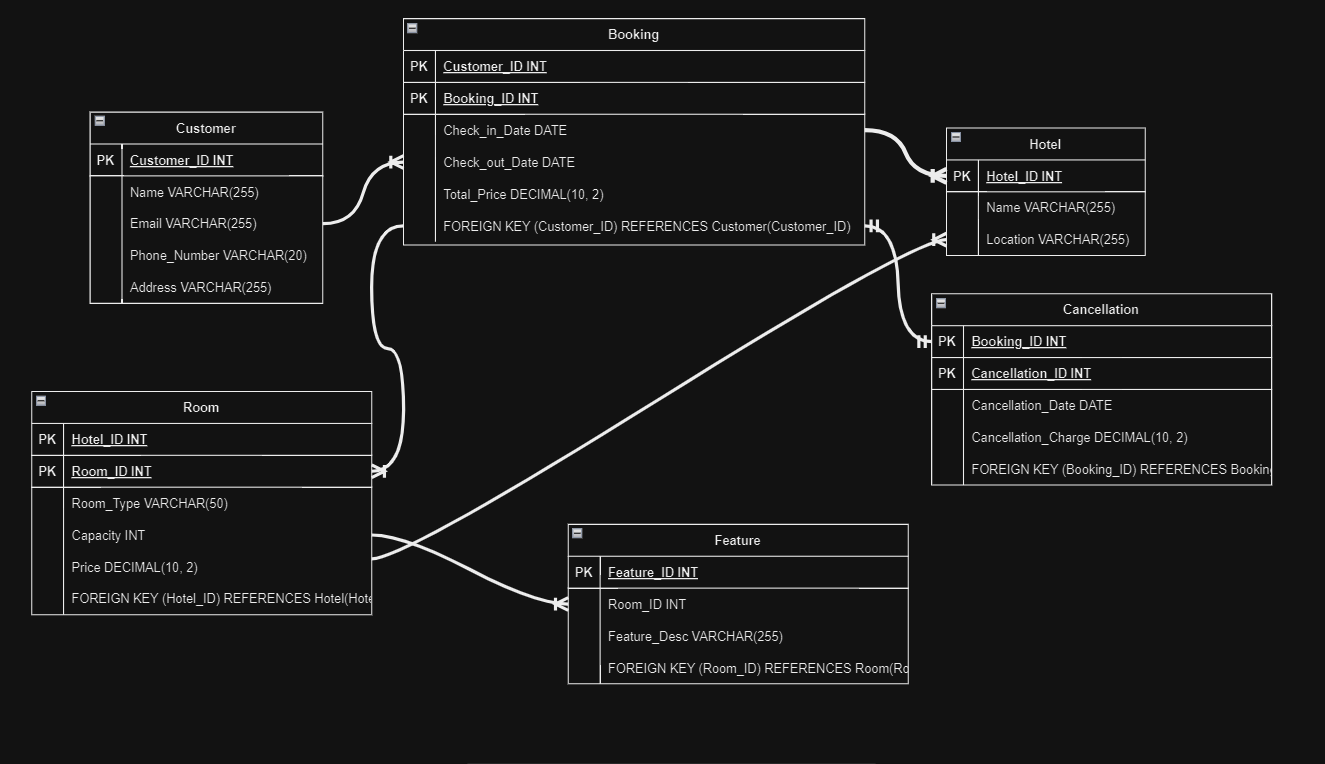 Booking
PK Customer_ID INT
PK Booking_ID INT
Check_in_Date DATE
Check_out_Date DATE
Total_Price DECIMAL(10, 2)
FOREIGN KEY (Customer_ID) REFERENCES Customer(Customer_ID)
Customer
PK Customer_ID INT
Name VARCHAR(255)
Email VARCHAR(255)
Phone_Number VARCHAR(20)
Address VARCHAR(255)
Hotel
PK Hotel_ID INT
Name VARCHAR(255)
Location VARCHAR(255)
Cancellation
PK Booking_ID INT
PK Cancellation_ID INT
Cancellation_Date DATE
Cancellation_Charge DECIMAL(10, 2)
FOREIGN KEY (Booking_ID) REFERENCES Booking
Room
PK Hotel_ID INT
PK Room_ID INT
Room_Type VARCHAR(50)
Capacity INT
Price DECIMAL(10, 2)
FOREIGN KEY (Hotel_ID) REFERENCES Hotel(Hote
Feature
PK Feature_ID INT
Room_ID INT
Feature_Desc VARCHAR(255)
FOREIGN KEY (Room_ID) REFERENCES Room(Ro